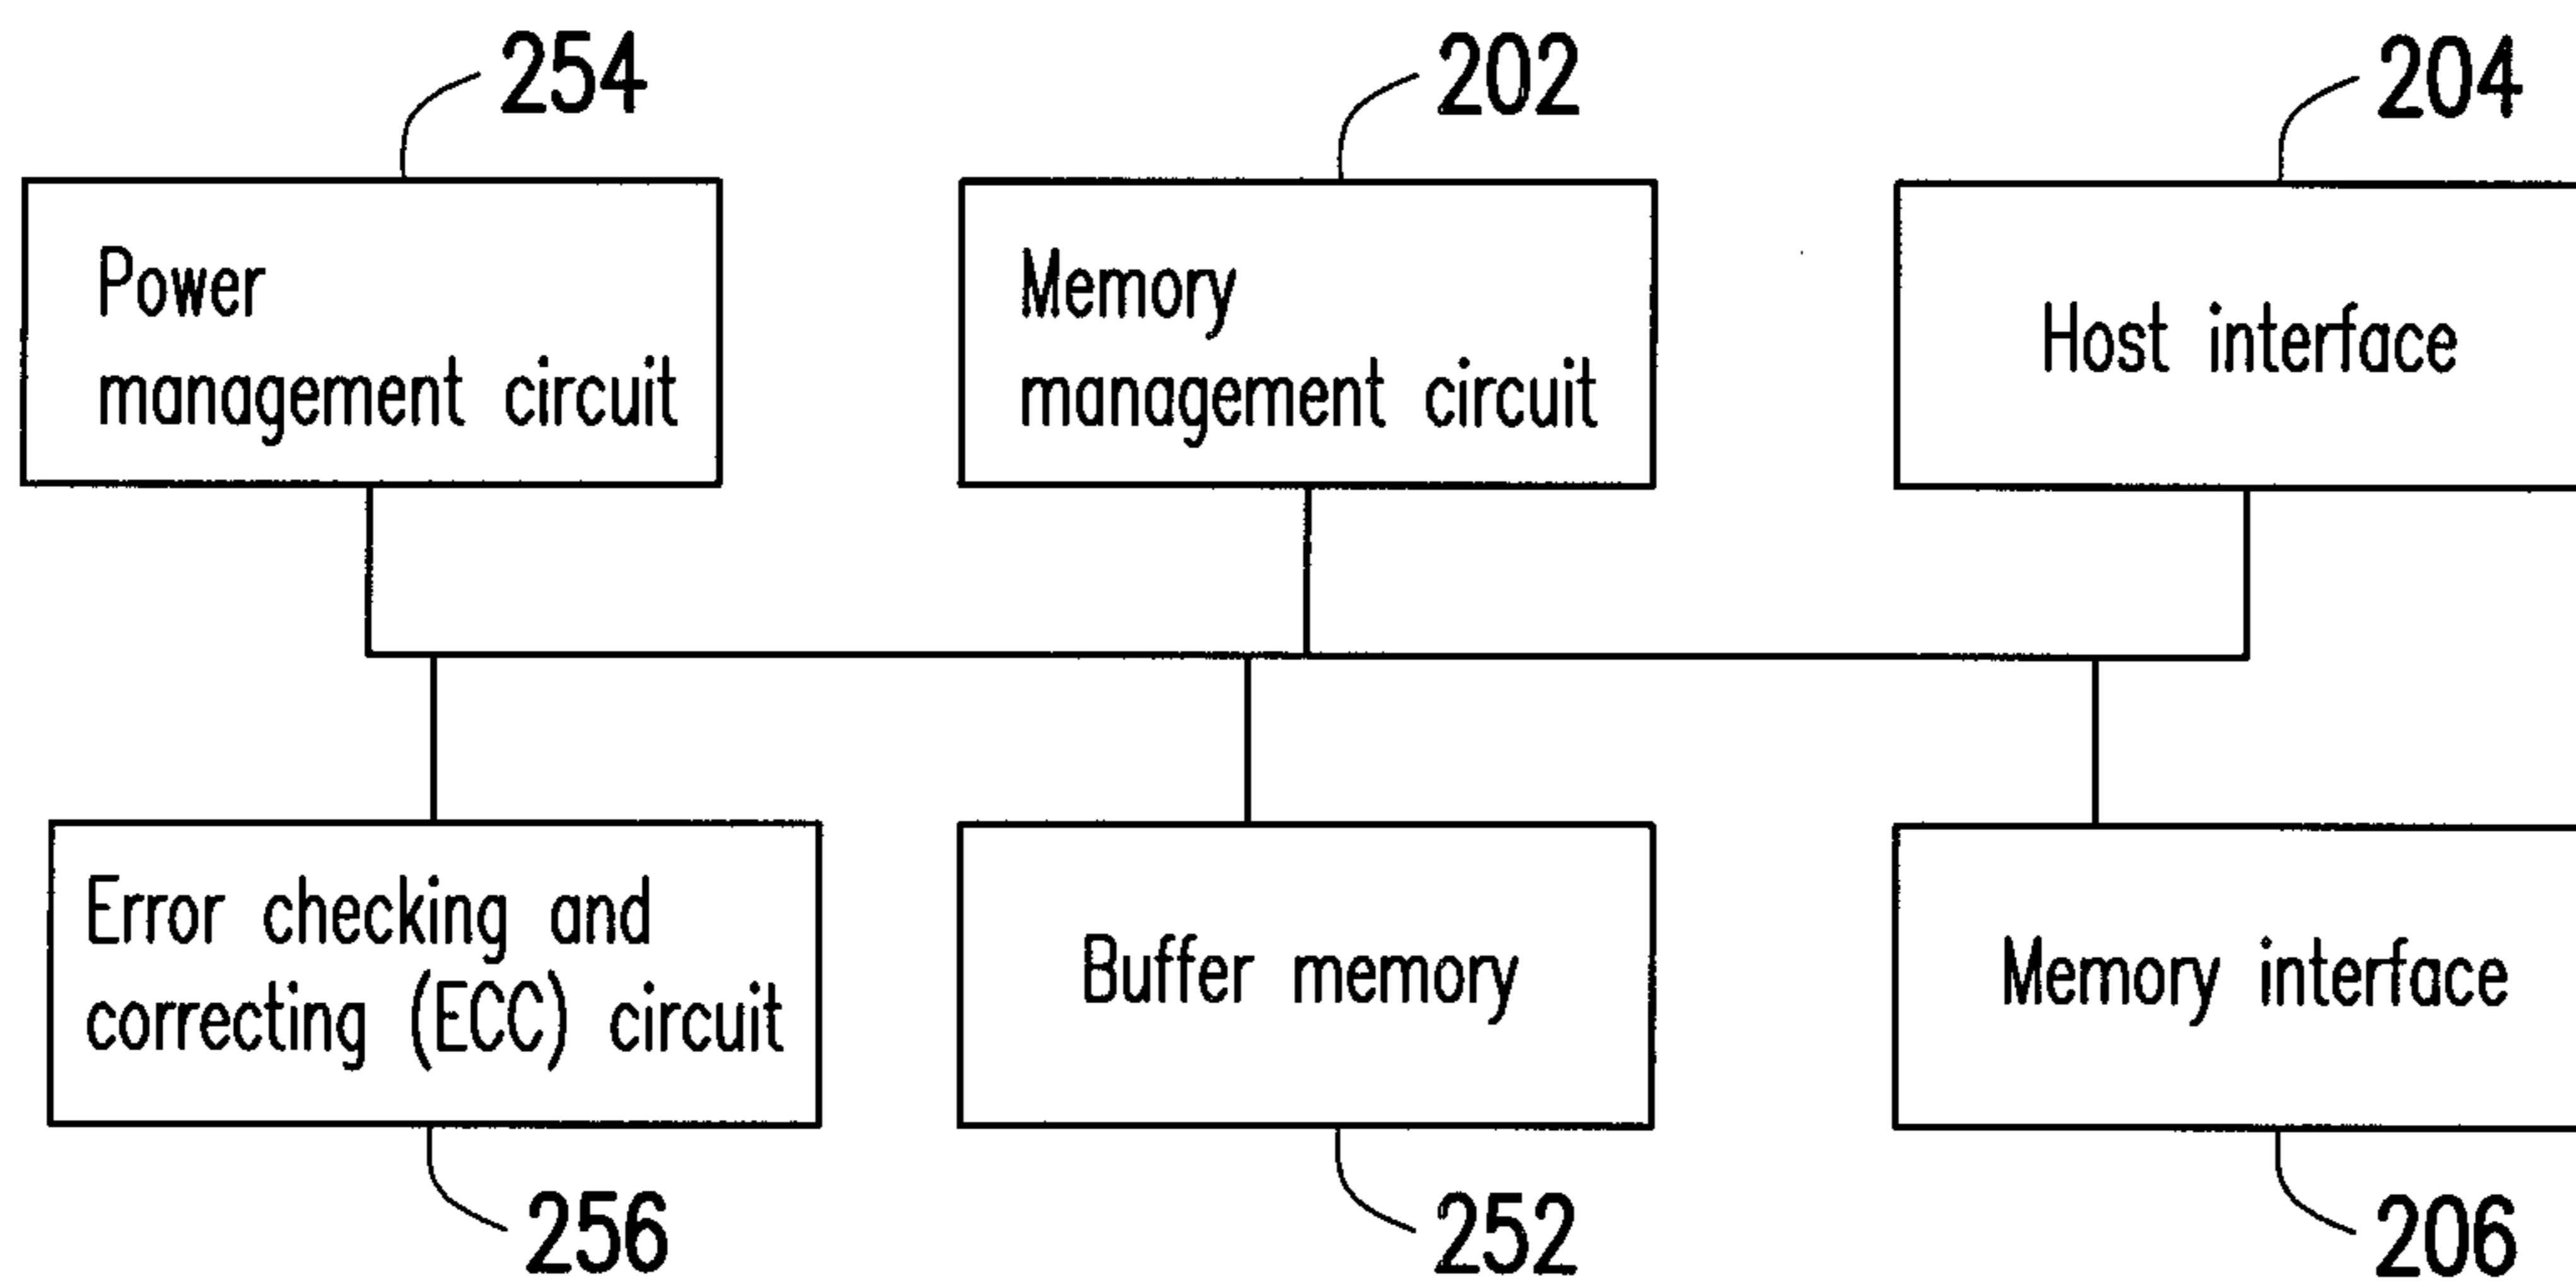 254
202
204
Power
management circuit
Memory
management circuit
Host interface
Error checking and
correcting (ECC) circuit
Buffer memory
Memory interface
256
252
206